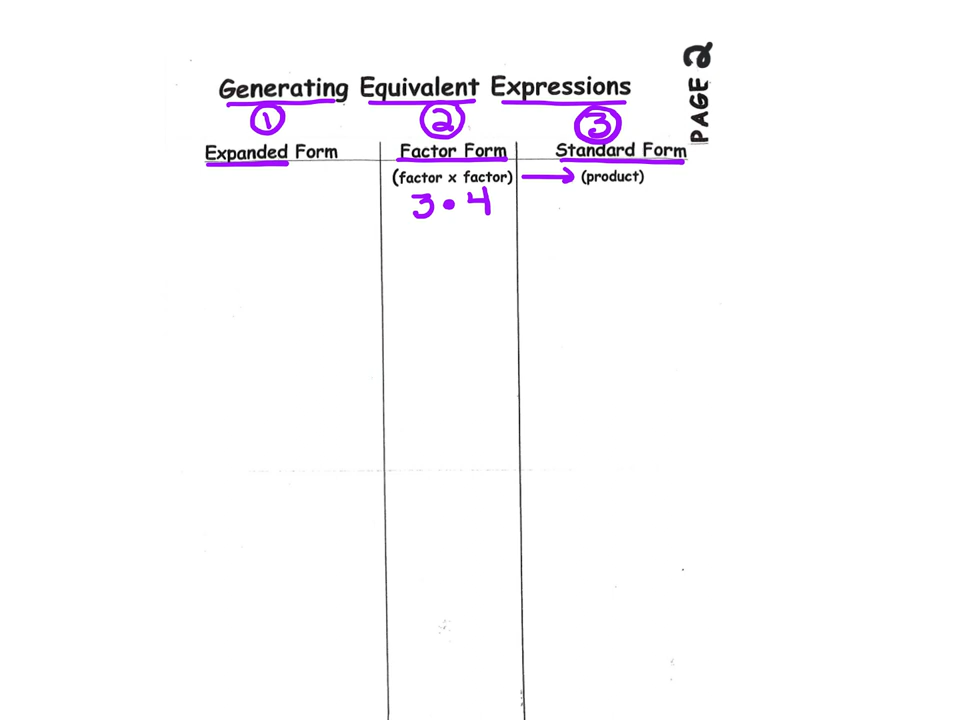 PAGE 2
Generating Equivalent Expressions
1 2 3
Expanded Form Factor Form Standard Form
(factor x factor) → (product)
3 • 4